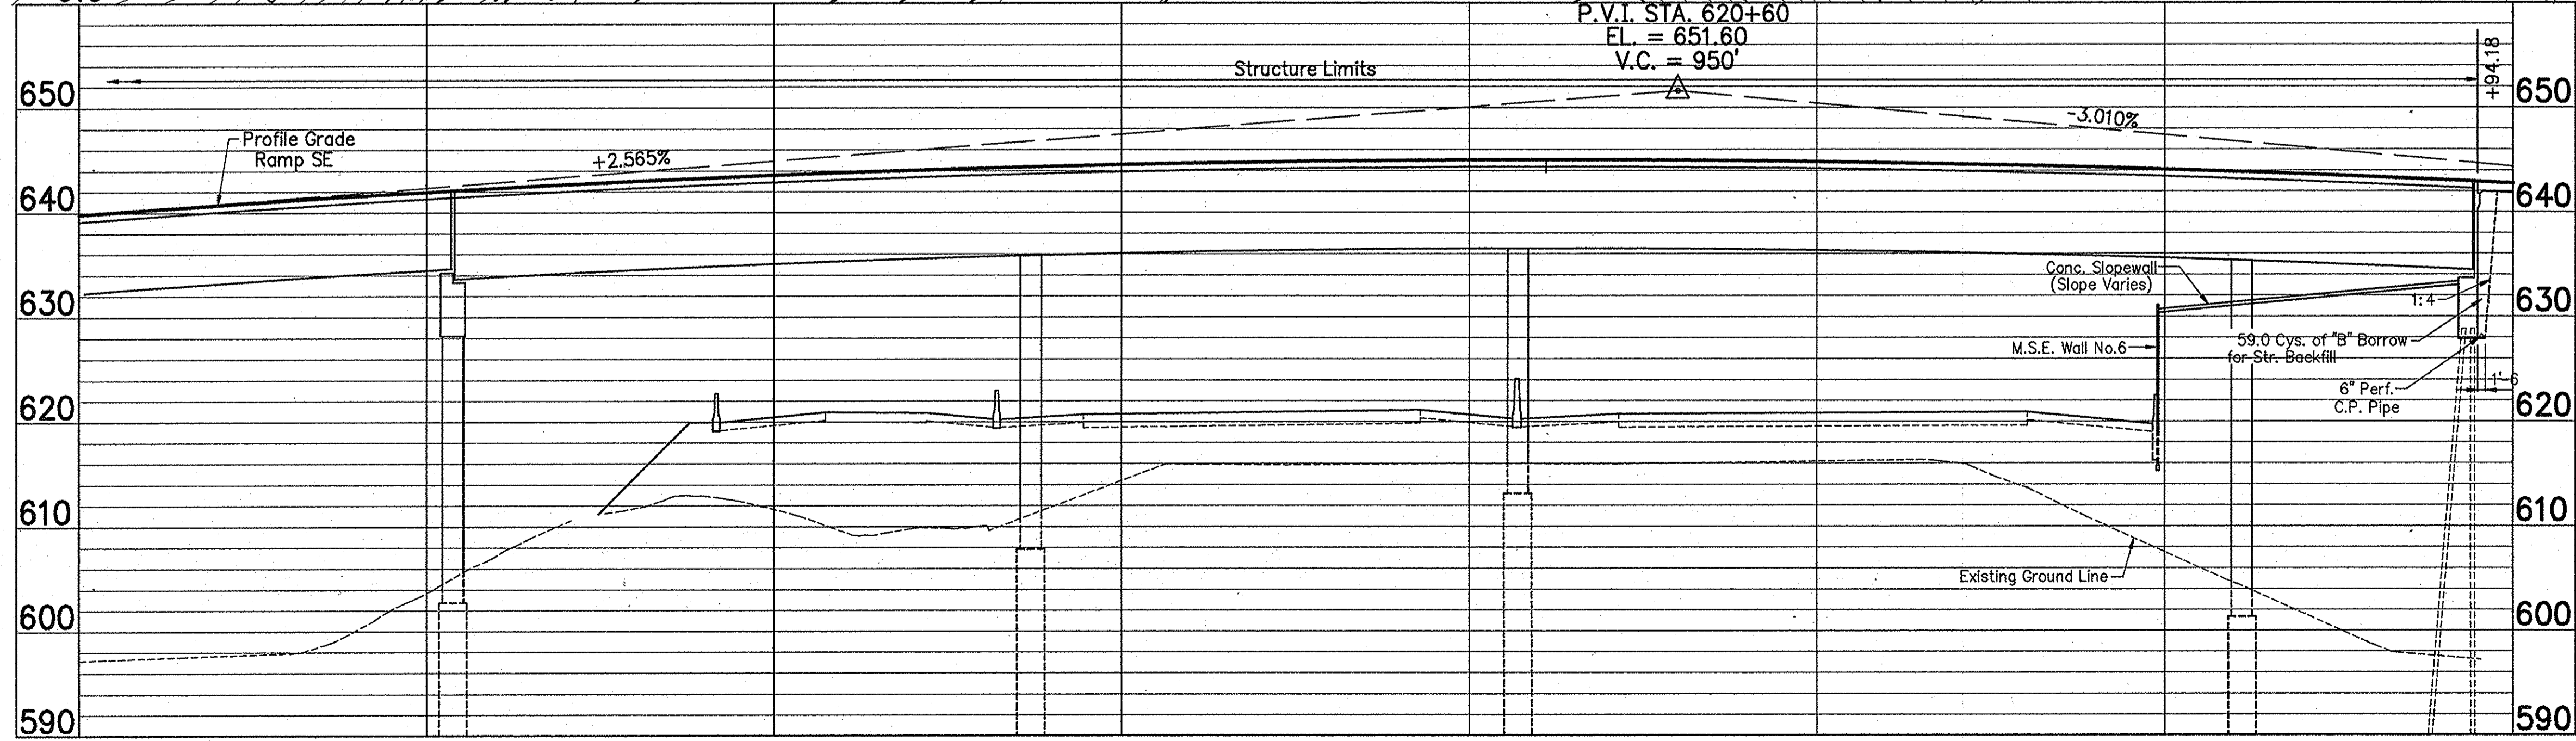 P.V.I. STA. 620+60
EL. = 651.60
V.C. = 950'
Structure Limits
+94.18
650
650
-3.010%
Profile Grade
Ramp SE
+2.565%
640
640
Conc. Slopewall
(Slope Varies)
630
1:4
630
M.S.E. Wall No.6
59.0 Cys. of "B" Borrow
for Str. Backfill
1'-6
6" Perf.
C.P. Pipe
620
620
610
610
Existing Ground Line
600
600
590
590